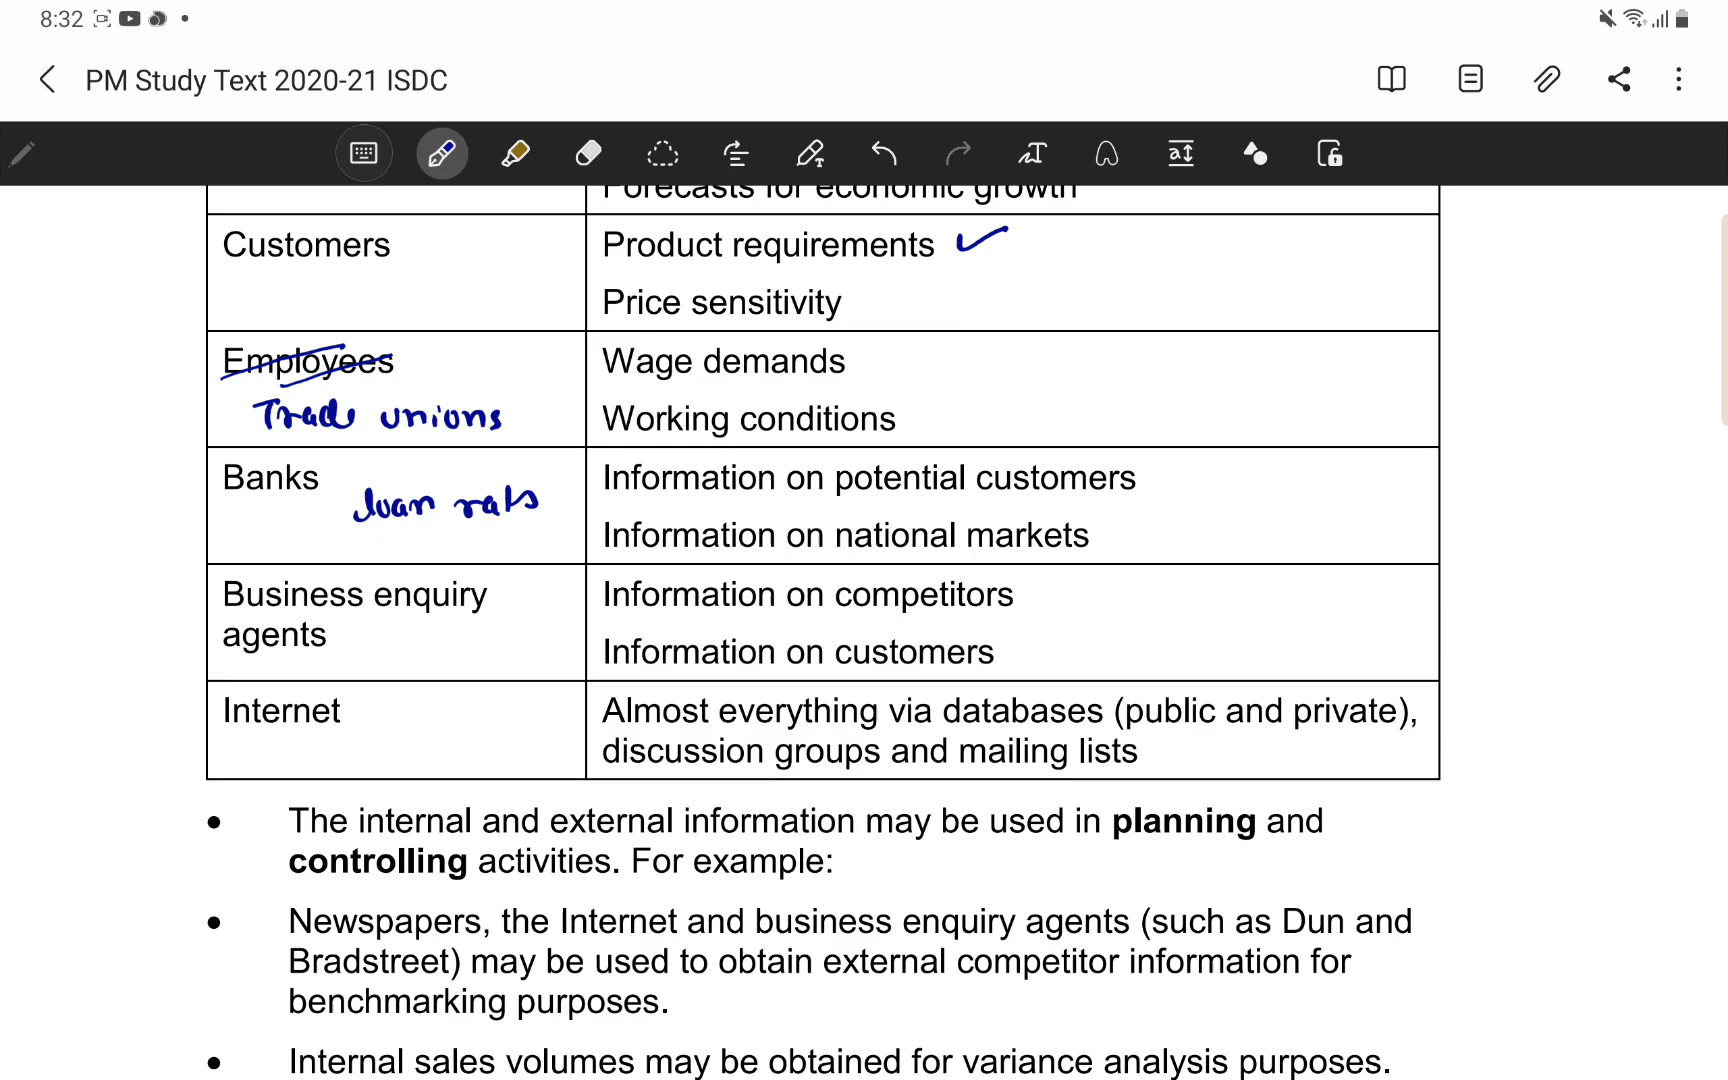 8:32
PM Study Text 2020-21 ISDC
Forecasts for economic growth
Customers
Product requirements
Price sensitivity
Employees
Trade unions
Wage demands
Working conditions
Banks
loan rats
Information on potential customers
Information on national markets
Business enquiry
agents
Information on competitors
Information on customers
Internet
Almost everything via databases (public and private),
discussion groups and mailing lists
• The internal and external information may be used in planning and
controlling activities. For example:
• Newspapers, the Internet and business enquiry agents (such as Dun and
Bradstreet) may be used to obtain external competitor information for
benchmarking purposes.
• Internal sales volumes may be obtained for variance analysis purposes.